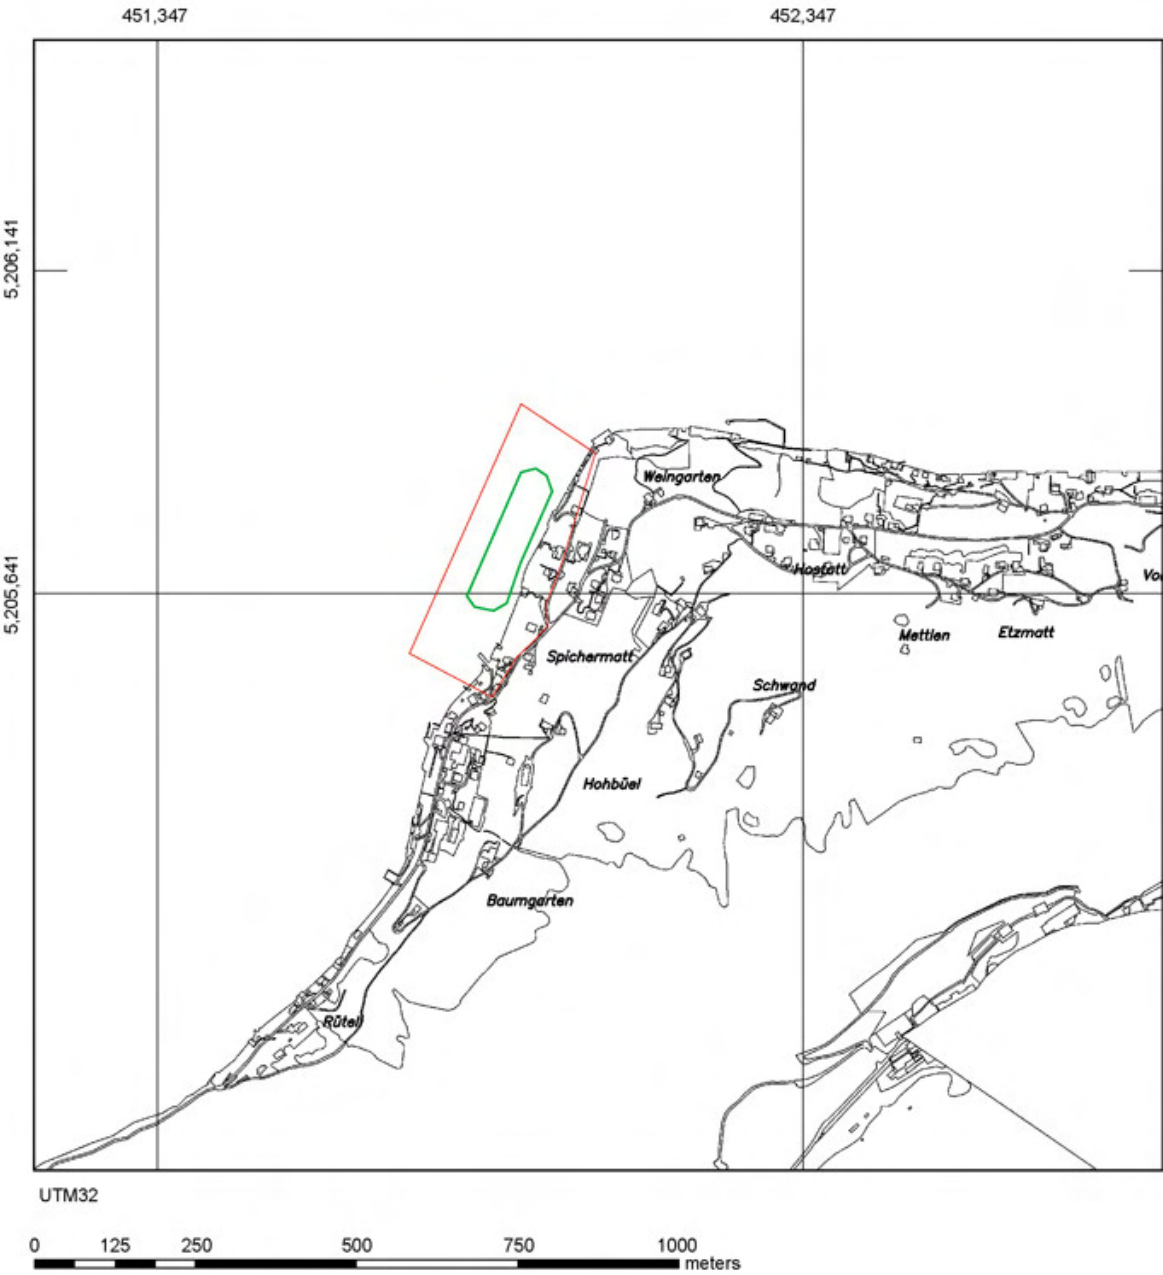 451,347 452,347
5,206,141
Weingarten
5,205,641
Hostatt
Mettlen Etzmatt
Spichermatt
Schwand
Hohbüel
Baumgarten
Rütel
UTM32
0 125 250 500 750 1000
meters